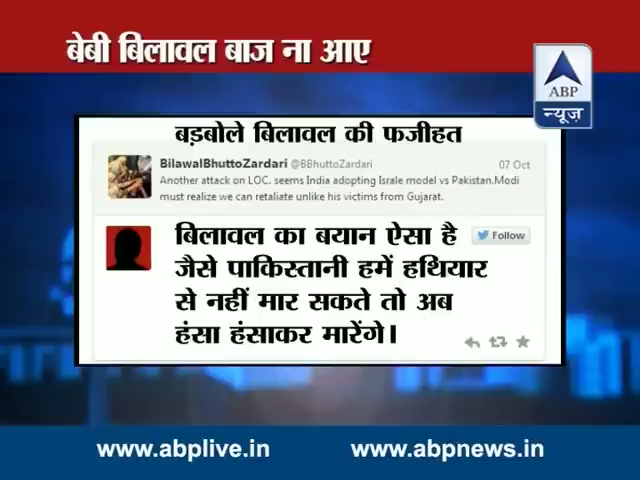 बेबी बिलावल बाज ना आए
ABP
न्यूज़
बड़बोले बिलावल की फजीहत
BilawalBhuttoZardari @BBhuttoZardari 07 Oct
Another attack on LOC. seems India adopting Israle model vs Pakistan.Modi
must realize we can retaliate unlike his victims from Gujarat.
बिलावल का बयान ऐसा है
Follow
जैसे पाकिस्तानी हमें हथियार
से नहीं मार सकते तो अब
हंसा हंसाकर मारेंगे।
www.abplive.in www.abpnews.in